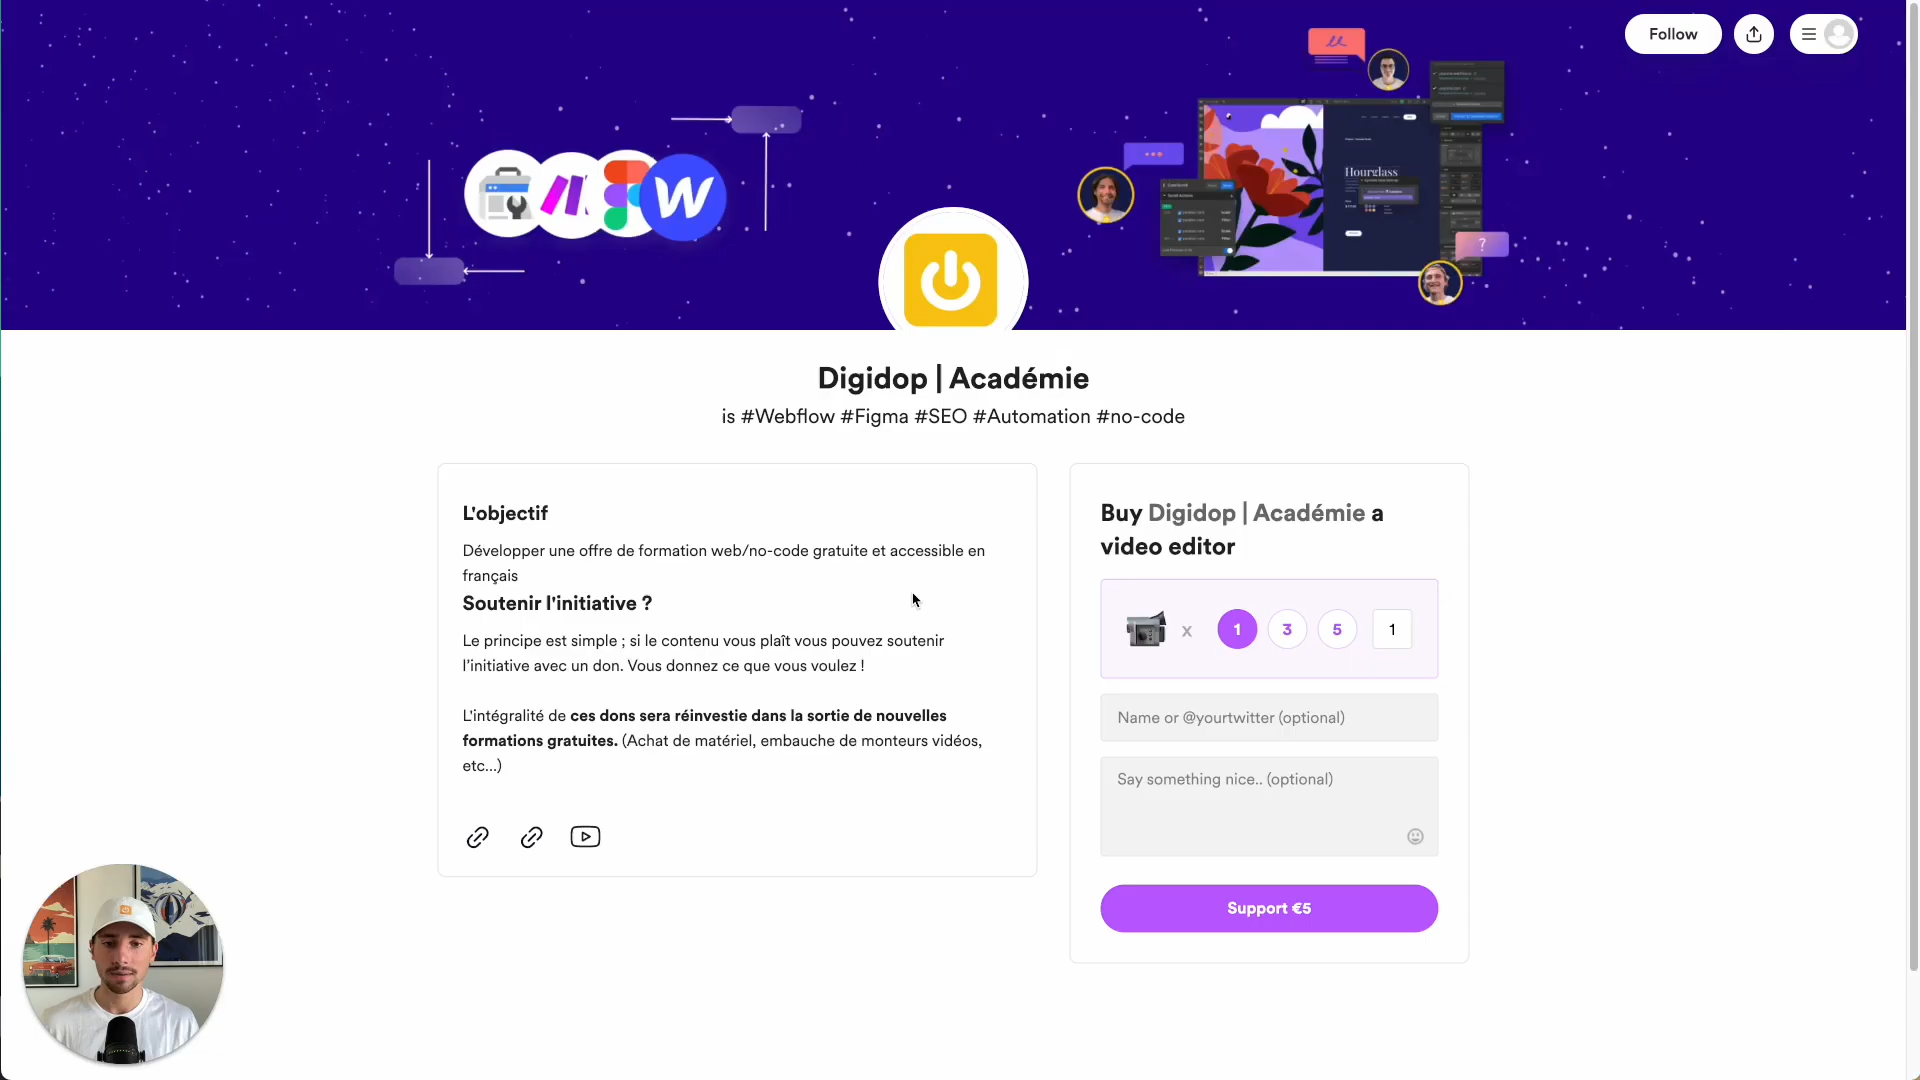 Follow
W
Hourglass
?
Digidop | Académie
is #Webflow #Figma #SEO #Automation #no-code
L'objectif
Développer une offre de formation web/no-code gratuite et accessible en
français
Soutenir l'initiative ?
Le principe est simple ; si le contenu vous plaît vous pouvez soutenir
l'initiative avec un don. Vous donnez ce que vous voulez !
L'intégralité de ces dons sera réinvestie dans la sortie de nouvelles
formations gratuites. (Achat de matériel, embauche de monteurs vidéos,
etc...)
Buy Digidop | Académie a
video editor
x 1 3 5 1
Name or @yourtwitter (optional)
Say something nice.. (optional)
Support €5